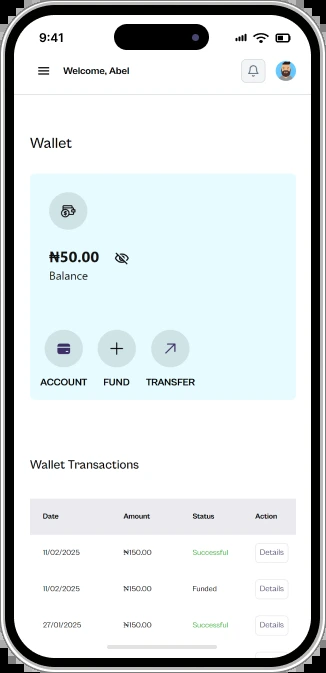 9:41
Welcome, Abel
Wallet
₦50.00
Balance
ACCOUNT FUND TRANSFER
Wallet Transactions
Date Amount Status Action
11/02/2025 ₦150.00 Successful Details
11/02/2025 ₦150.00 Funded Details
27/01/2025 ₦150.00 Successful Details